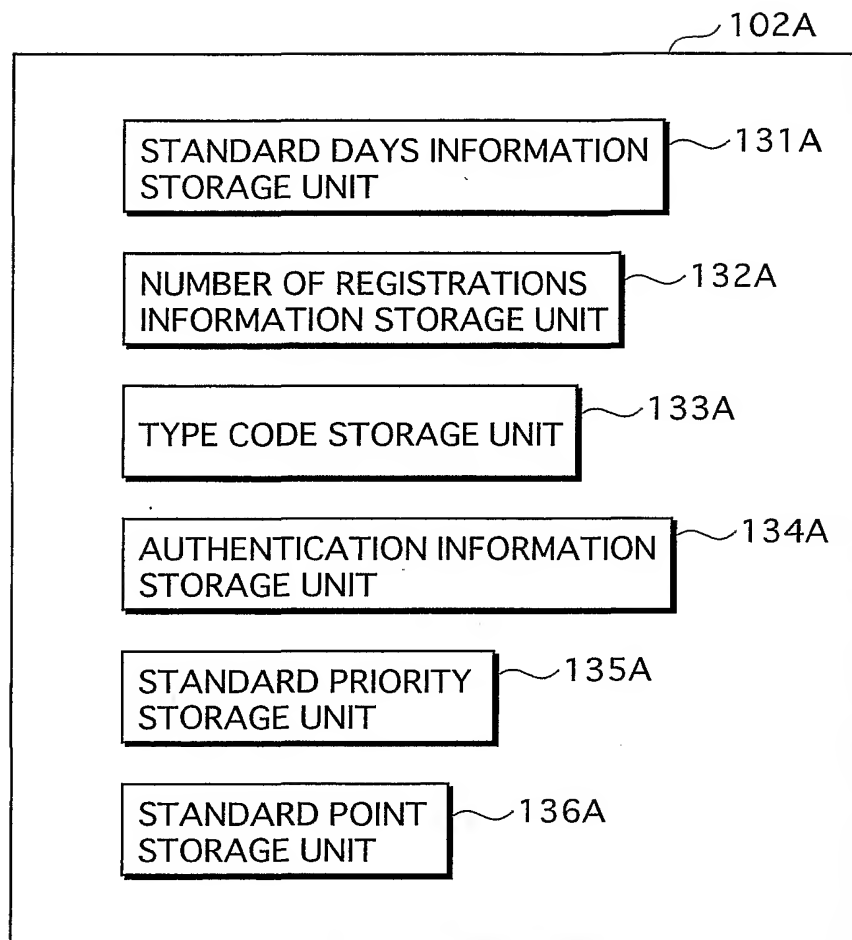 102A
STANDARD DAYS INFORMATION
STORAGE UNIT
131A
NUMBER OF REGISTRATIONS
INFORMATION STORAGE UNIT
132A
TYPE CODE STORAGE UNIT
133A
AUTHENTICATION INFORMATION
STORAGE UNIT
134A
STANDARD PRIORITY
STORAGE UNIT
135A
STANDARD POINT
STORAGE UNIT
136A